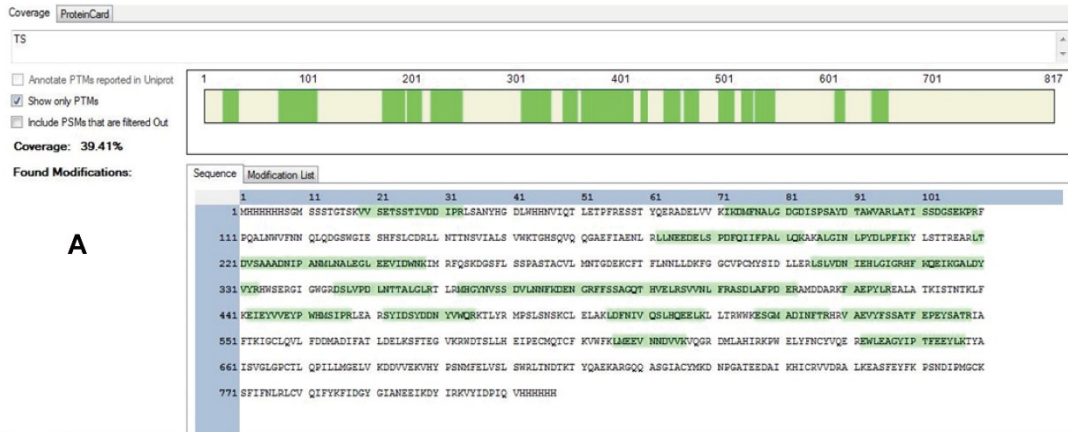 Coverage ProteinCard
TS
Annotate PTMs reported in Uniprot
Show only PTMs
Include PSMs that are filtered Out
Coverage: 39.41%
Found Modifications:
A
1 101 201 301 401 501 601 701 817
Sequence Modification List
1 11 21 31 41 51 61 71 81 91 101
1 MHHHHHHSGM SSSTGTSKVV SETSSTIVDD IPRLSANYHG DLWHHNVIQT LETPFRESST YQERADELVV KIKDMFNALG DGDISPSAYD TAWVARLATI SSDGSEKPRF
111 PQALNWVFNN QLQDGSWGIE SHFSLCDRLL NTTNSVIALS VWKTGHSQVQ QGAEFIAENL RLLNEEDELS PDFQIIFPAL LQKAKALGIN LPYDLPFIKY LSTTREARLT
221 DVSAAADNIP ANMLNALEGL EEVIDWNKIM RFQSKDGSFL SSPASTACVL MNTGDEKCFT FLNNLLDKFG GCVPCMYSID LLERLSLVDN IEHLGIGRHF KQEIKGALDY
331 VYRHWSERGI GWGRDSLVPD LNTTALGLRT LRMHGYNVSS DVLNNFKDEN GRFFSSAGQT HVELRSVVNL FRASDLAFPD ERAMDDARKF AEPYLREALA TKISTNTKLF
441 KEIEYVVEYP WHMSIPRLEA RSYIDSYDDN YVWQRKTLYR MPSLSNSKCL ELAKLDFNIV QSLHQEELKL LTRWWKESGM ADINFTRHRV AEVYFSSATF EPEYSATRIA
551 FTKIGCLQVL FDDMADIFAT LDELKSFTEG VKRWDTSLLH EIPECMQTCF KVWFKLMEEV NNDVVKVQGR DMLAHIRKPW ELYFNCYVQE REWLEAGYIP TFEEYLKTYA
661 ISVGLGPCTL QPILLMGELV KDDVVEKVHY PSNMFELVSL SWRLTNDTKT YQAEKARGQQ ASGIACYMKD NPGATEEDAI KHICRVVDRA LKEASFEYFK PSNDIPMGCK
771 SFIFNLRLCV QIFYKFIDGY GIANEEIKDY IRKVYIDPIQ VHHHHHH